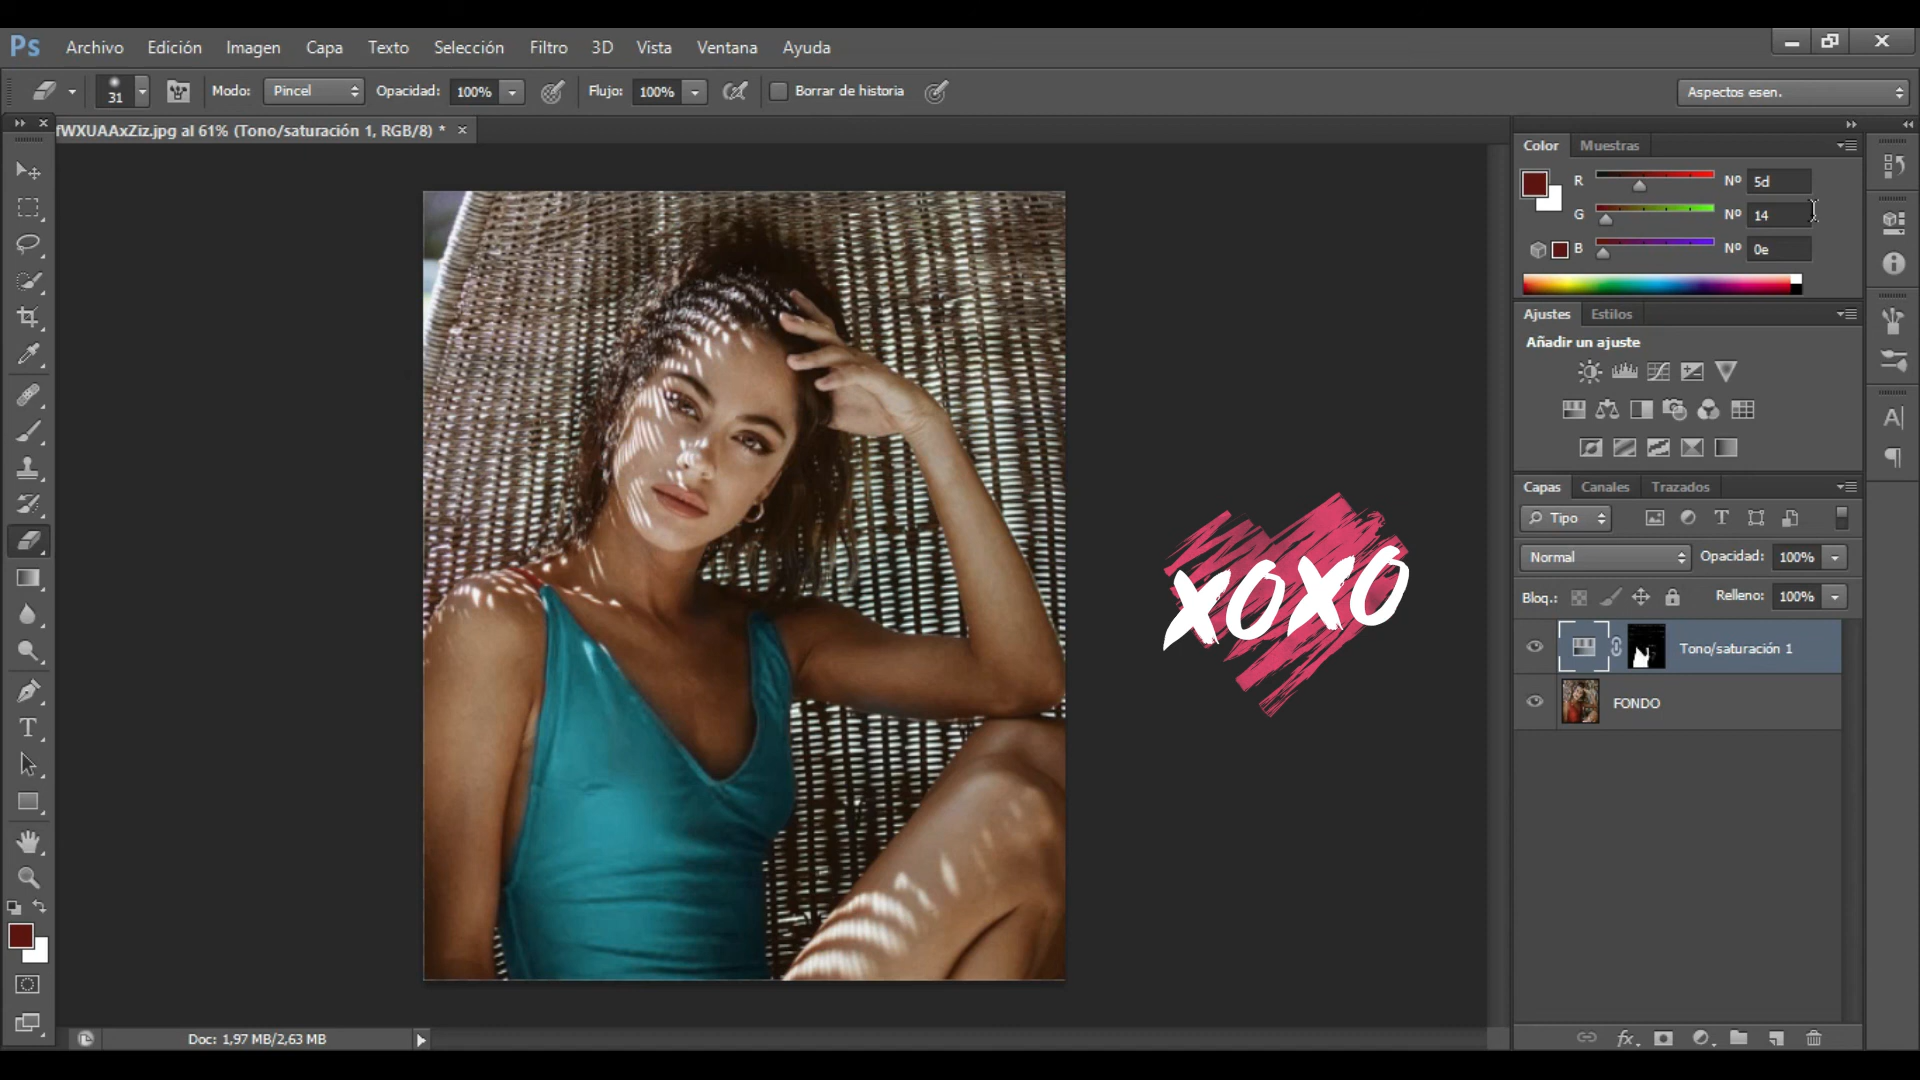 Ps Archivo Edición Imagen Capa Texto Selección Filtro 3D Vista Ventana Ayuda
31 Modo: Pincel Opacidad: 100% Flujo: 100% Borrar de historia Aspectos esen.
fWXUAAxZiz.jpg al 61% (Tono/saturación 1, RGB/8) * ×
Color Muestras
R Nº 5d
G Nº 14
B Nº 0e
Ajustes Estilos
Añadir un ajuste
Capas Canales Trazados
Tipo T
Normal Opacidad: 100%
Bloq.: Relleno: 100%
Tono/saturación 1
FONDO
XOXO
T
A
fx
Doc: 1,97 MB/2,63 MB